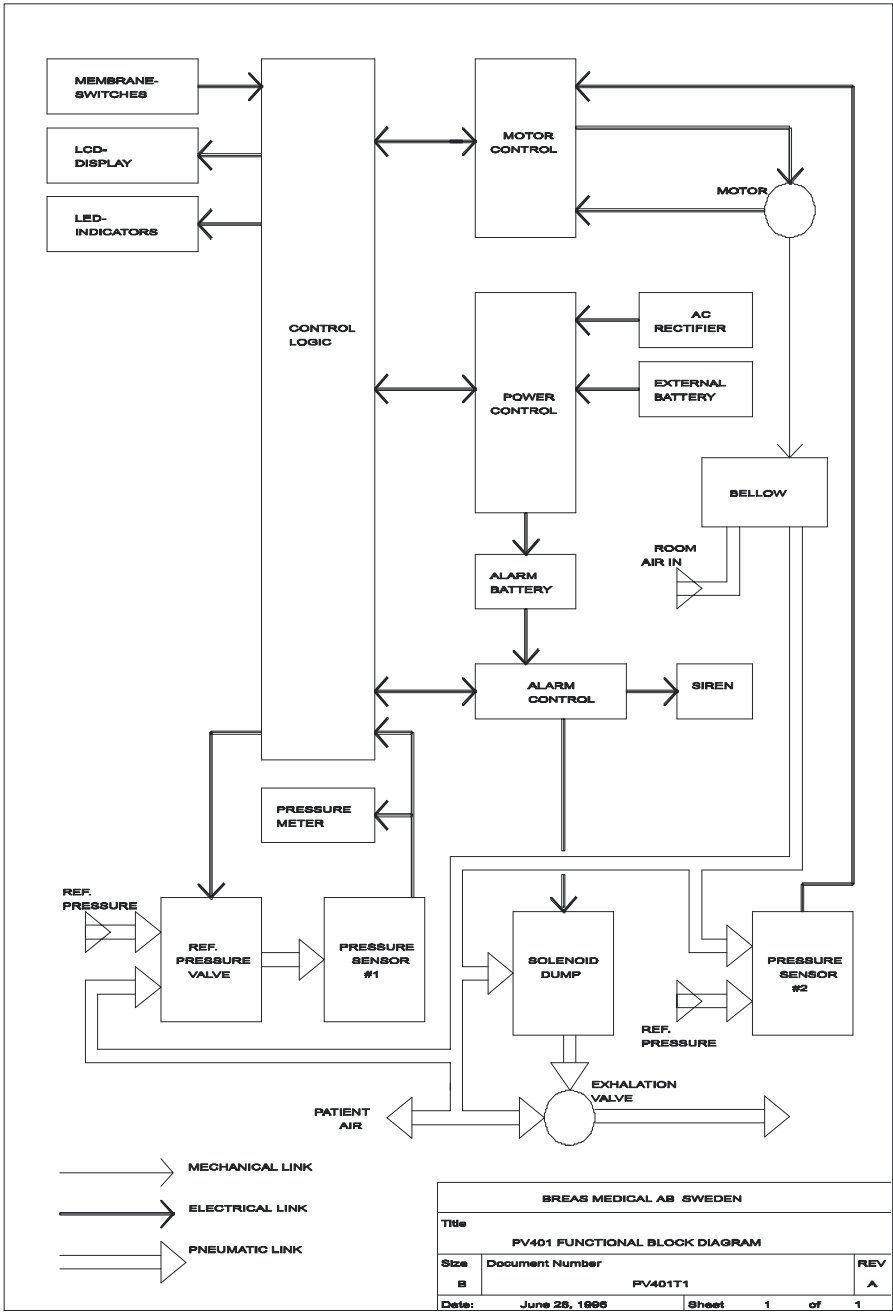 MEMBRANE-
SWITCHES
LCD-
DISPLAY
LED-
INDICATORS
CONTROL
LOGIC
MOTOR
CONTROL
MOTOR
POWER
CONTROL
AC
RECTIFIER
EXTERNAL
BATTERY
BELLOW
ROOM
AIR IN
ALARM
BATTERY
ALARM
CONTROL
SIREN
PRESSURE
METER
REF.
PRESSURE
REF.
PRESSURE
VALVE
PRESSURE
SENSOR
#1
SOLENOID
DUMP
PRESSURE
SENSOR
#2
REF.
PRESSURE
EXHALATION
VALVE
PATIENT
AIR
MECHANICAL LINK
ELECTRICAL LINK
PNEUMATIC LINK
BREAS MEDICAL AB SWEDEN
Title
PV401 FUNCTIONAL BLOCK DIAGRAM
Size Document Number REV
B PV401T1 A
Date: June 28, 1996 Sheet 1 of 1